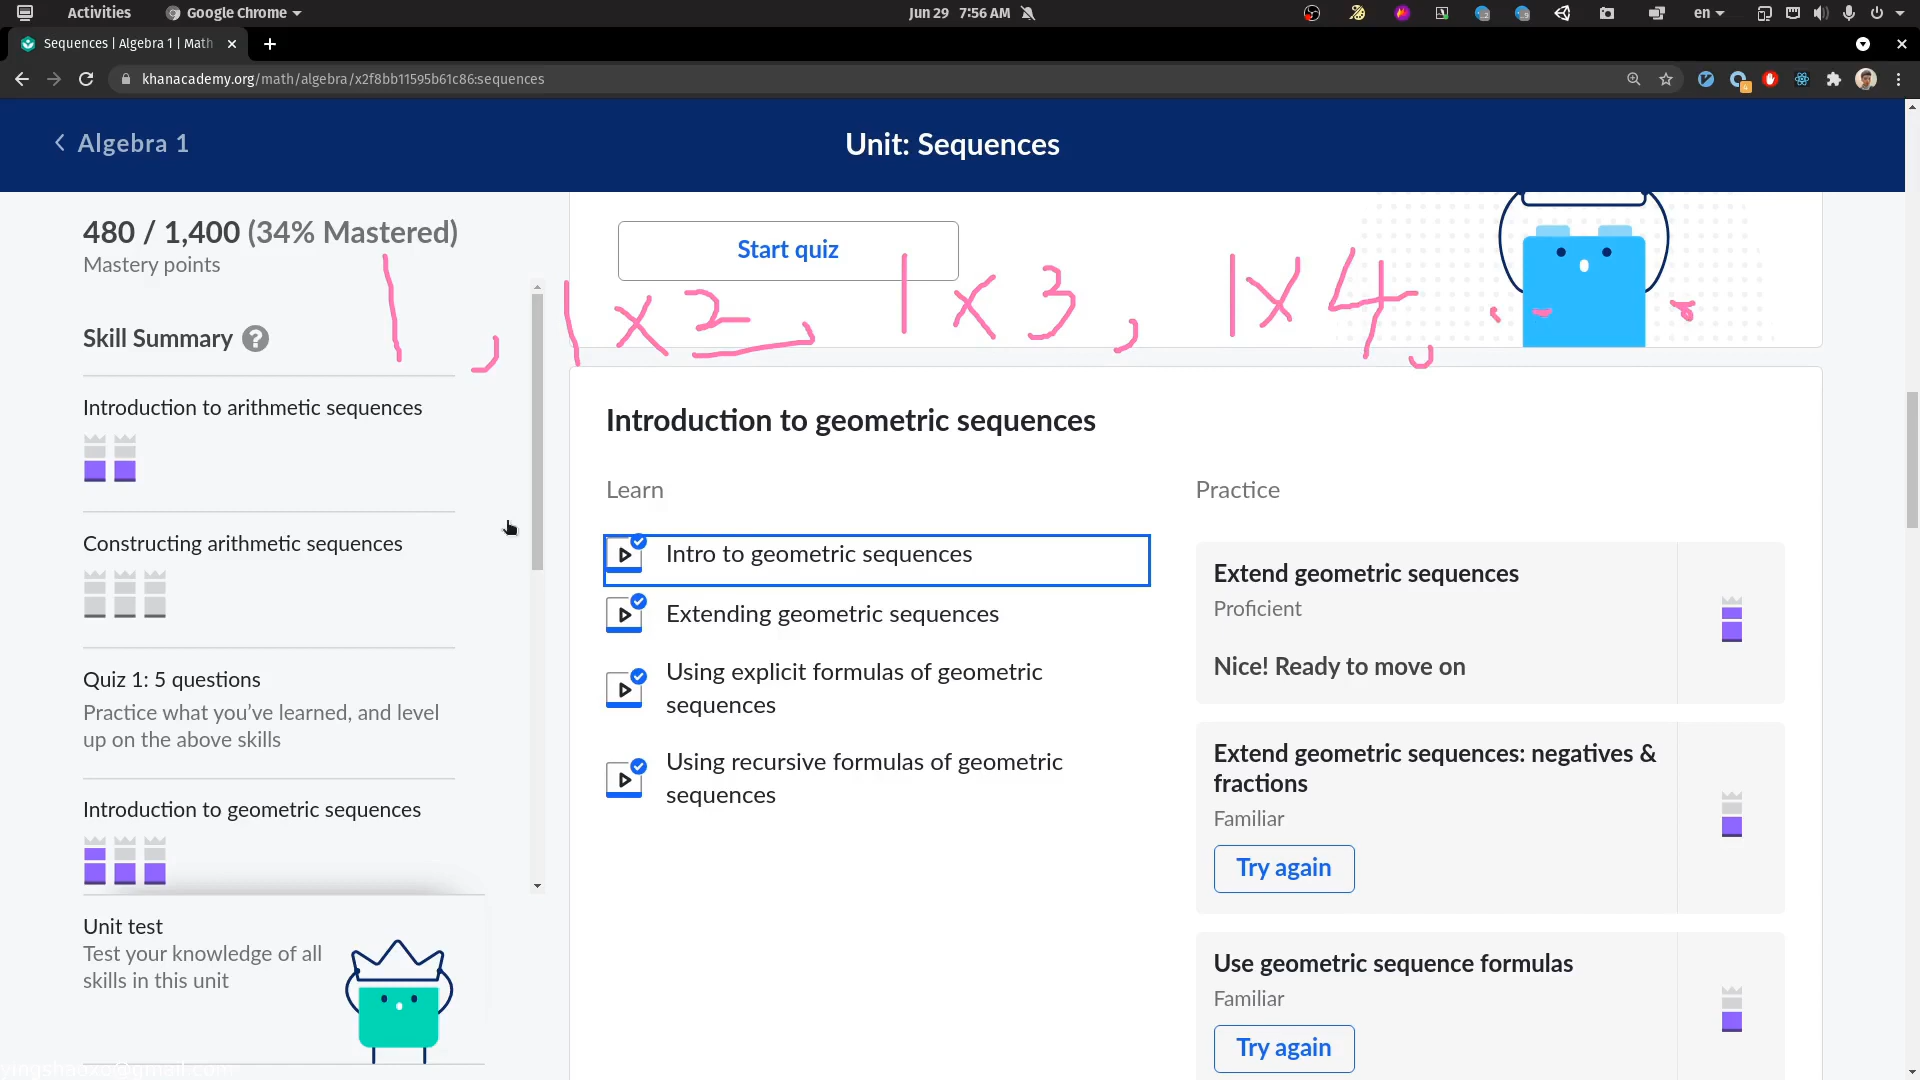 Activities
Google Chrome
Jun 29 7:56 AM
en
Sequences | Algebra 1 | Math
khanacademy.org/math/algebra/x2f8bb11595b61c86:sequences
Algebra 1
Unit: Sequences
480 / 1,400 (34% Mastered)
Mastery points
Skill Summary ?
Introduction to arithmetic sequences
Constructing arithmetic sequences
Quiz 1: 5 questions
Practice what you’ve learned, and level
up on the above skills
Introduction to geometric sequences
Unit test
Test your knowledge of all
skills in this unit
Start quiz
1, 1 x 2, 1 x 3, 1 x 4, . . .
Introduction to geometric sequences
Learn
Intro to geometric sequences
Extending geometric sequences
Using explicit formulas of geometric
sequences
Using recursive formulas of geometric
sequences
Practice
Extend geometric sequences
Proficient
Nice! Ready to move on
Extend geometric sequences: negatives &
fractions
Familiar
Try again
Use geometric sequence formulas
Familiar
Try again